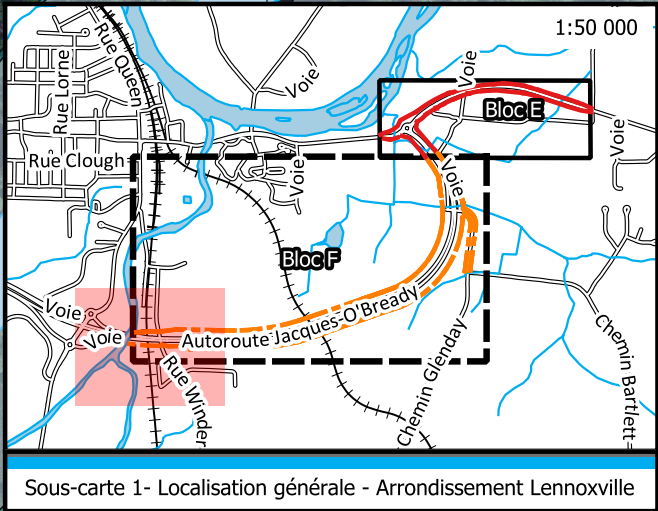 1:50 000
Rue Queen
Rue Lorne
Voie
Voie
Bloc E
Voie
Rue Clough
Voie
Voie
Bloc F
Voie
Voie
Autoroute Jacques-O'Bready
Rue Winder
Chemin Glenday
Chemin Bartlett
Sous-carte 1- Localisation générale - Arrondissement Lennoxville